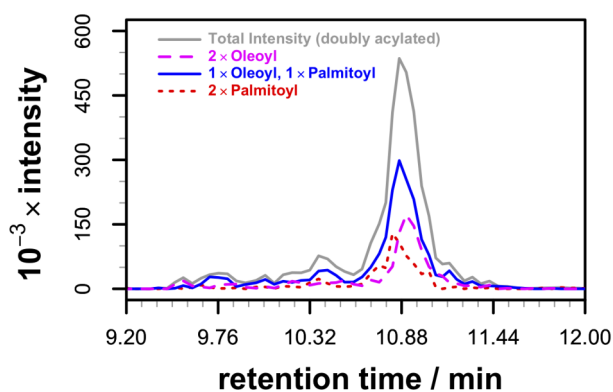 600
450
300
150
0
10⁻³ × intensity
Total Intensity (doubly acylated)
2 × Oleoyl
1 × Oleoyl, 1 × Palmitoyl
2 × Palmitoyl
9.20 9.76 10.32 10.88 11.44 12.00
retention time / min